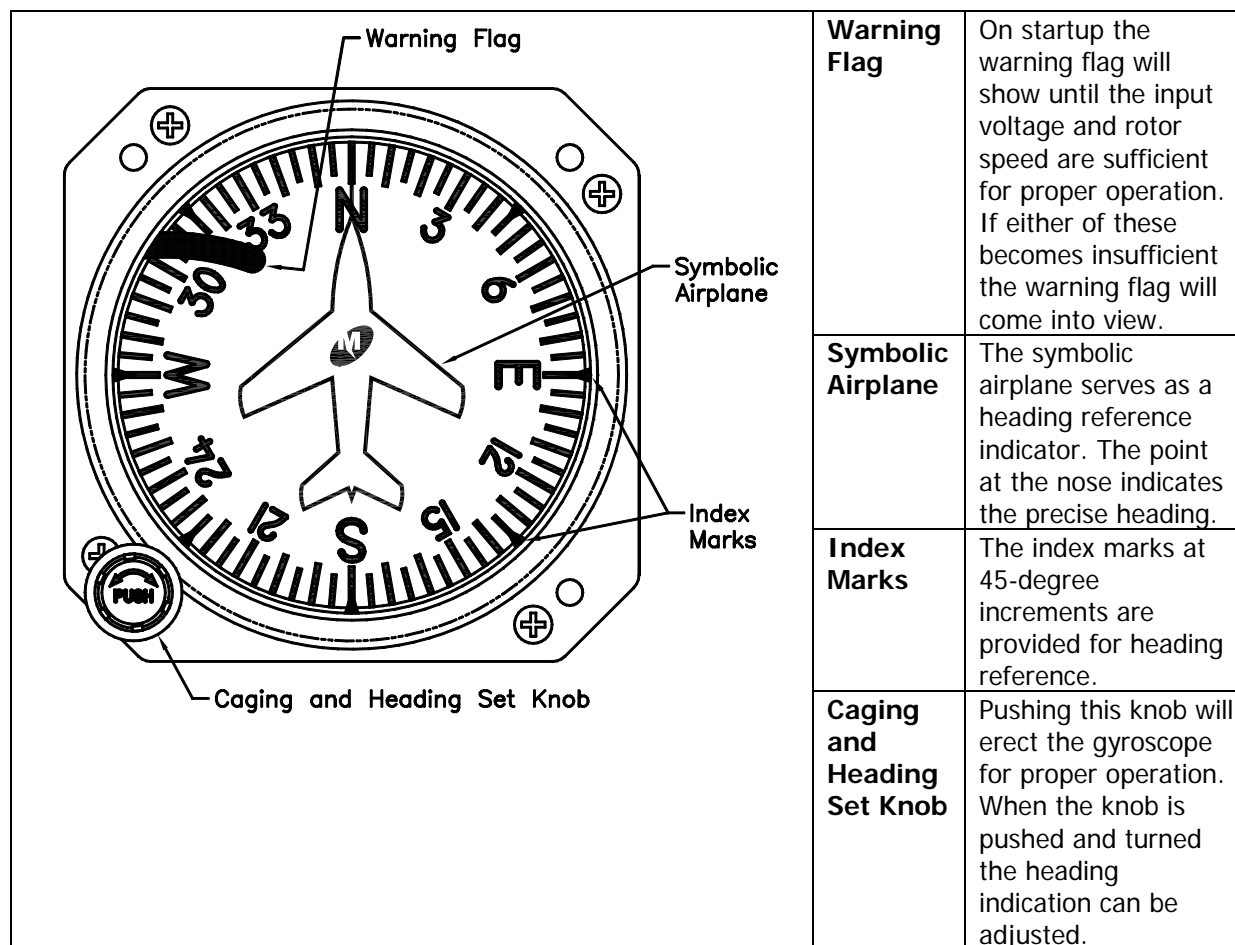 Warning Flag
Symbolic
Airplane
Index
Marks
Caging and Heading Set Knob
N
3
6
E
12
15
S
21
24
W
30
33
M
PUSH
Warning
Flag
On startup the
warning flag will
show until the input
voltage and rotor
speed are sufficient
for proper operation.
If either of these
becomes insufficient
the warning flag will
come into view.
Symbolic
Airplane
The symbolic
airplane serves as a
heading reference
indicator. The point
at the nose indicates
the precise heading.
Index
Marks
The index marks at
45-degree
increments are
provided for heading
reference.
Caging
and
Heading
Set Knob
Pushing this knob will
erect the gyroscope
for proper operation.
When the knob is
pushed and turned
the heading
indication can be
adjusted.